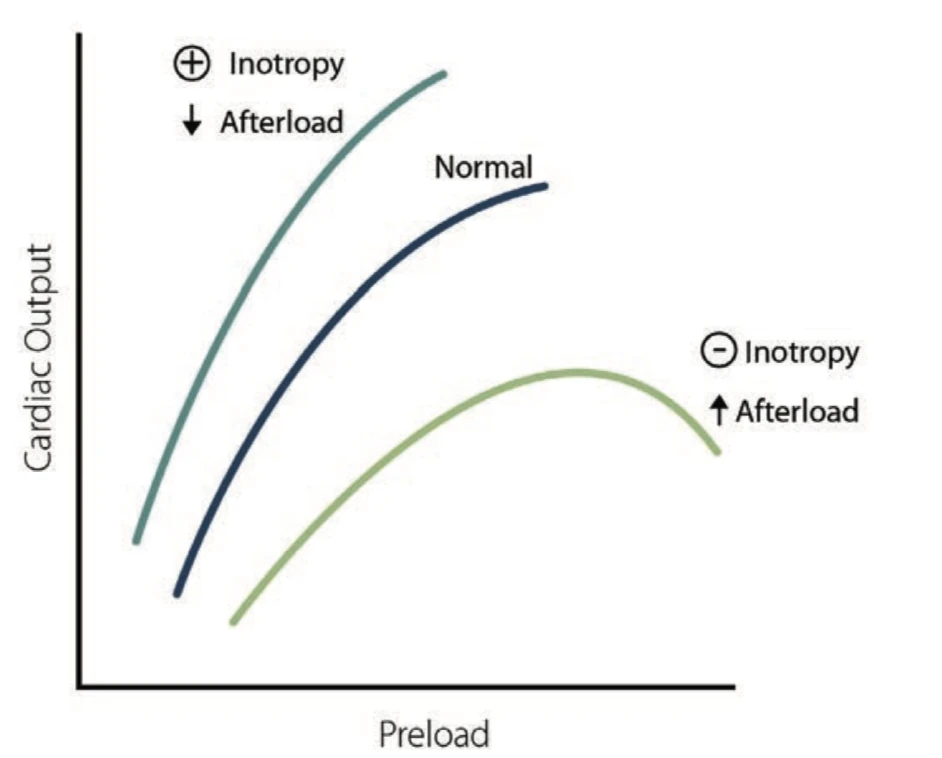 ⊕ Inotropy
↓ Afterload
Normal
⊖ Inotropy
↑ Afterload
Cardiac Output
Preload